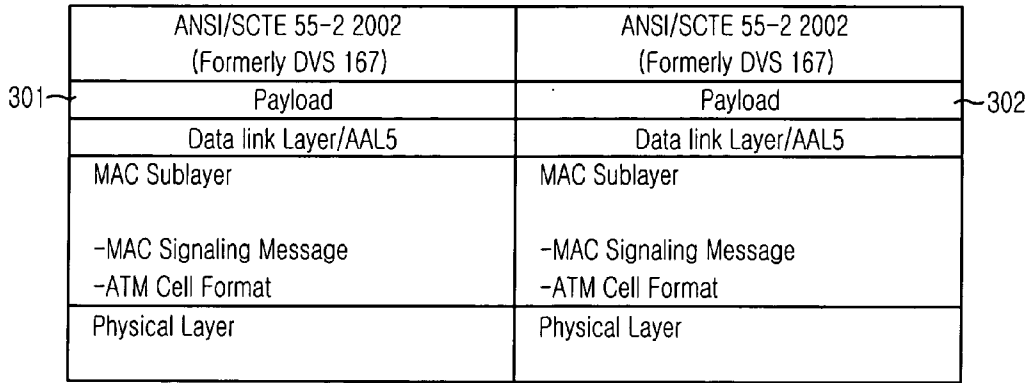 ANSI/SCTE 55-2 2002 ANSI/SCTE 55-2 2002
(Formerly DVS 167) (Formerly DVS 167)
301 Payload Payload 302
Data link Layer/AAL5 Data link Layer/AAL5
MAC Sublayer MAC Sublayer
-MAC Signaling Message -MAC Signaling Message
-ATM Cell Format -ATM Cell Format
Physical Layer Physical Layer